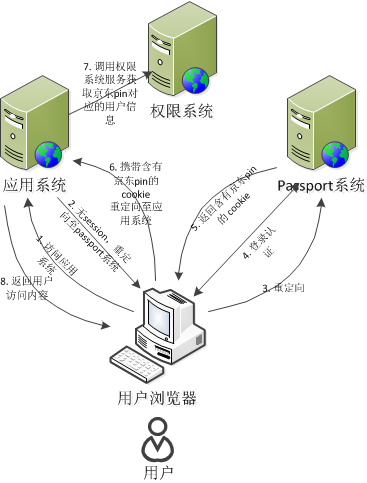 7. 调用权限
系统服务获
取京东pin对
应的用户信
息
权限系统
应用系统
Passport系统
6. 携带含有
京东pin的
cookie
重定向至应
用系统
5. 返回含有京东pin
的 cookie
2. 无session，重定
向至passport系统
4. 登录认
证
1. 访问应用
系统
3. 重定向
8. 返回用户
访问内容
用户浏览器
用户